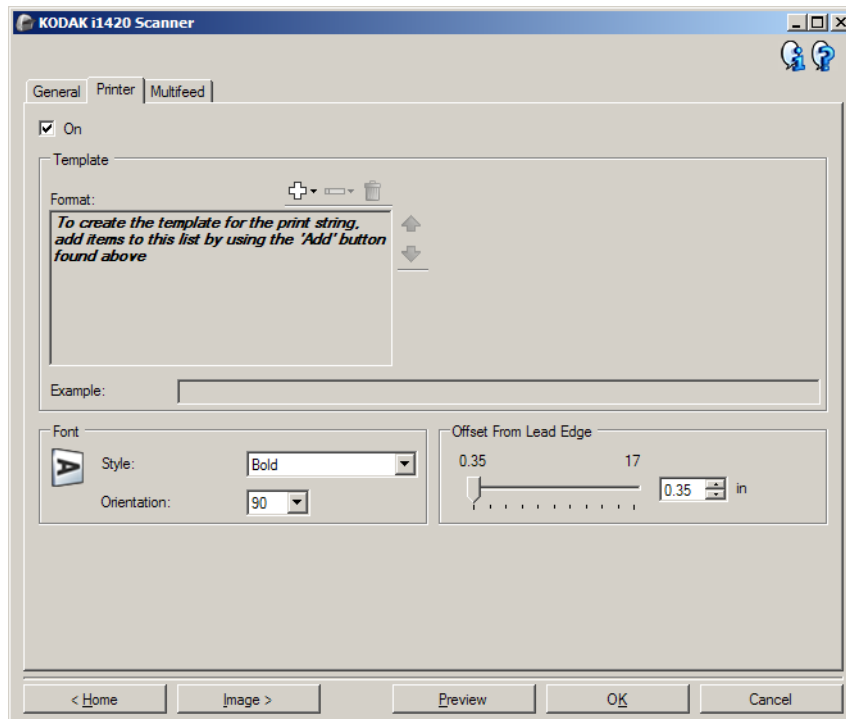 KODAK i1420 Scanner
General Printer Multifeed
On
Template
Format:
To create the template for the print string,
add items to this list by using the 'Add' button
found above
Example:
Font
Style: Bold
Orientation: 90
Offset From Lead Edge
0.35 17
0.35 in
< Home Image > Preview OK Cancel